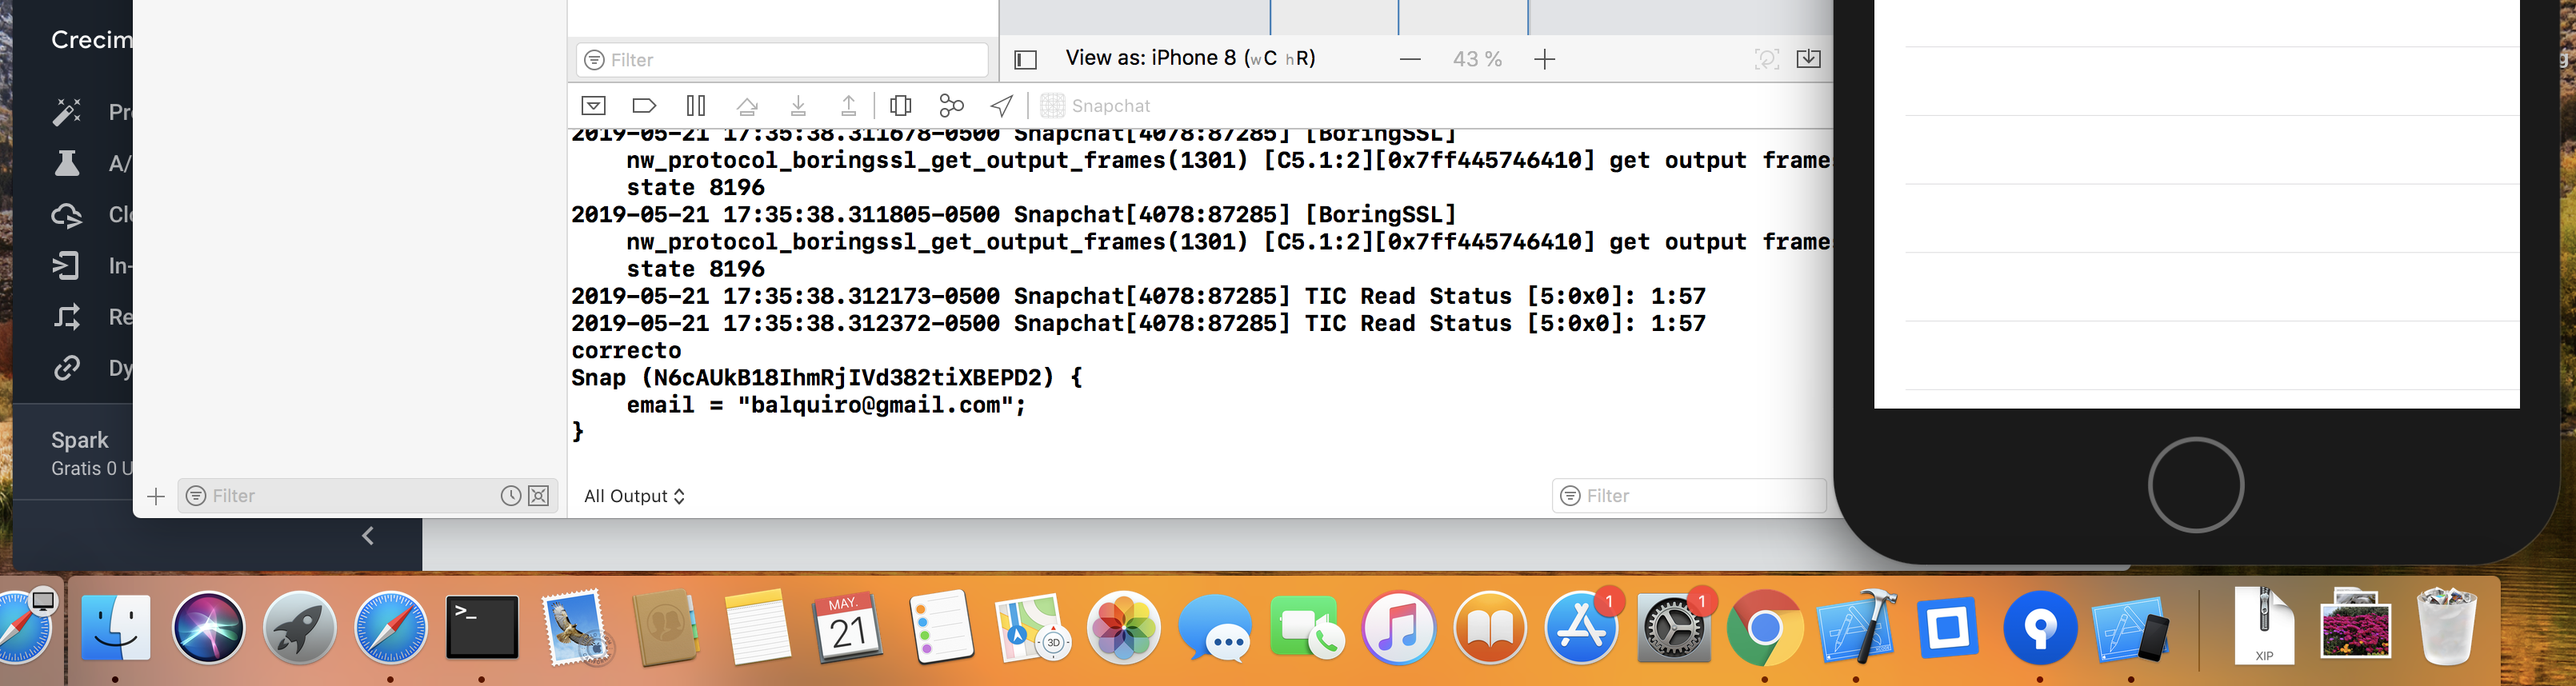 Crecim
Pr
A/
Clo
In-
Re
Dy
Spark
Gratis 0 U
Filter
Filter
View as: iPhone 8 (wC hR)
43 %
Snapchat
2019-05-21 17:35:38.311678-0500 Snapchat[4078:87285] [BoringSSL]
nw_protocol_boringssl_get_output_frames(1301) [C5.1:2][0x7ff445746410] get output frame
state 8196
2019-05-21 17:35:38.311805-0500 Snapchat[4078:87285] [BoringSSL]
nw_protocol_boringssl_get_output_frames(1301) [C5.1:2][0x7ff445746410] get output frame
state 8196
2019-05-21 17:35:38.312173-0500 Snapchat[4078:87285] TIC Read Status [5:0x0]: 1:57
2019-05-21 17:35:38.312372-0500 Snapchat[4078:87285] TIC Read Status [5:0x0]: 1:57
correcto
Snap (N6cAUkB18IhmRjIVd382tiXBEPD2) {
email = "balquiro@gmail.com";
}
All Output
Filter
g
>_
MAY.
21
3D
1
1
XIP